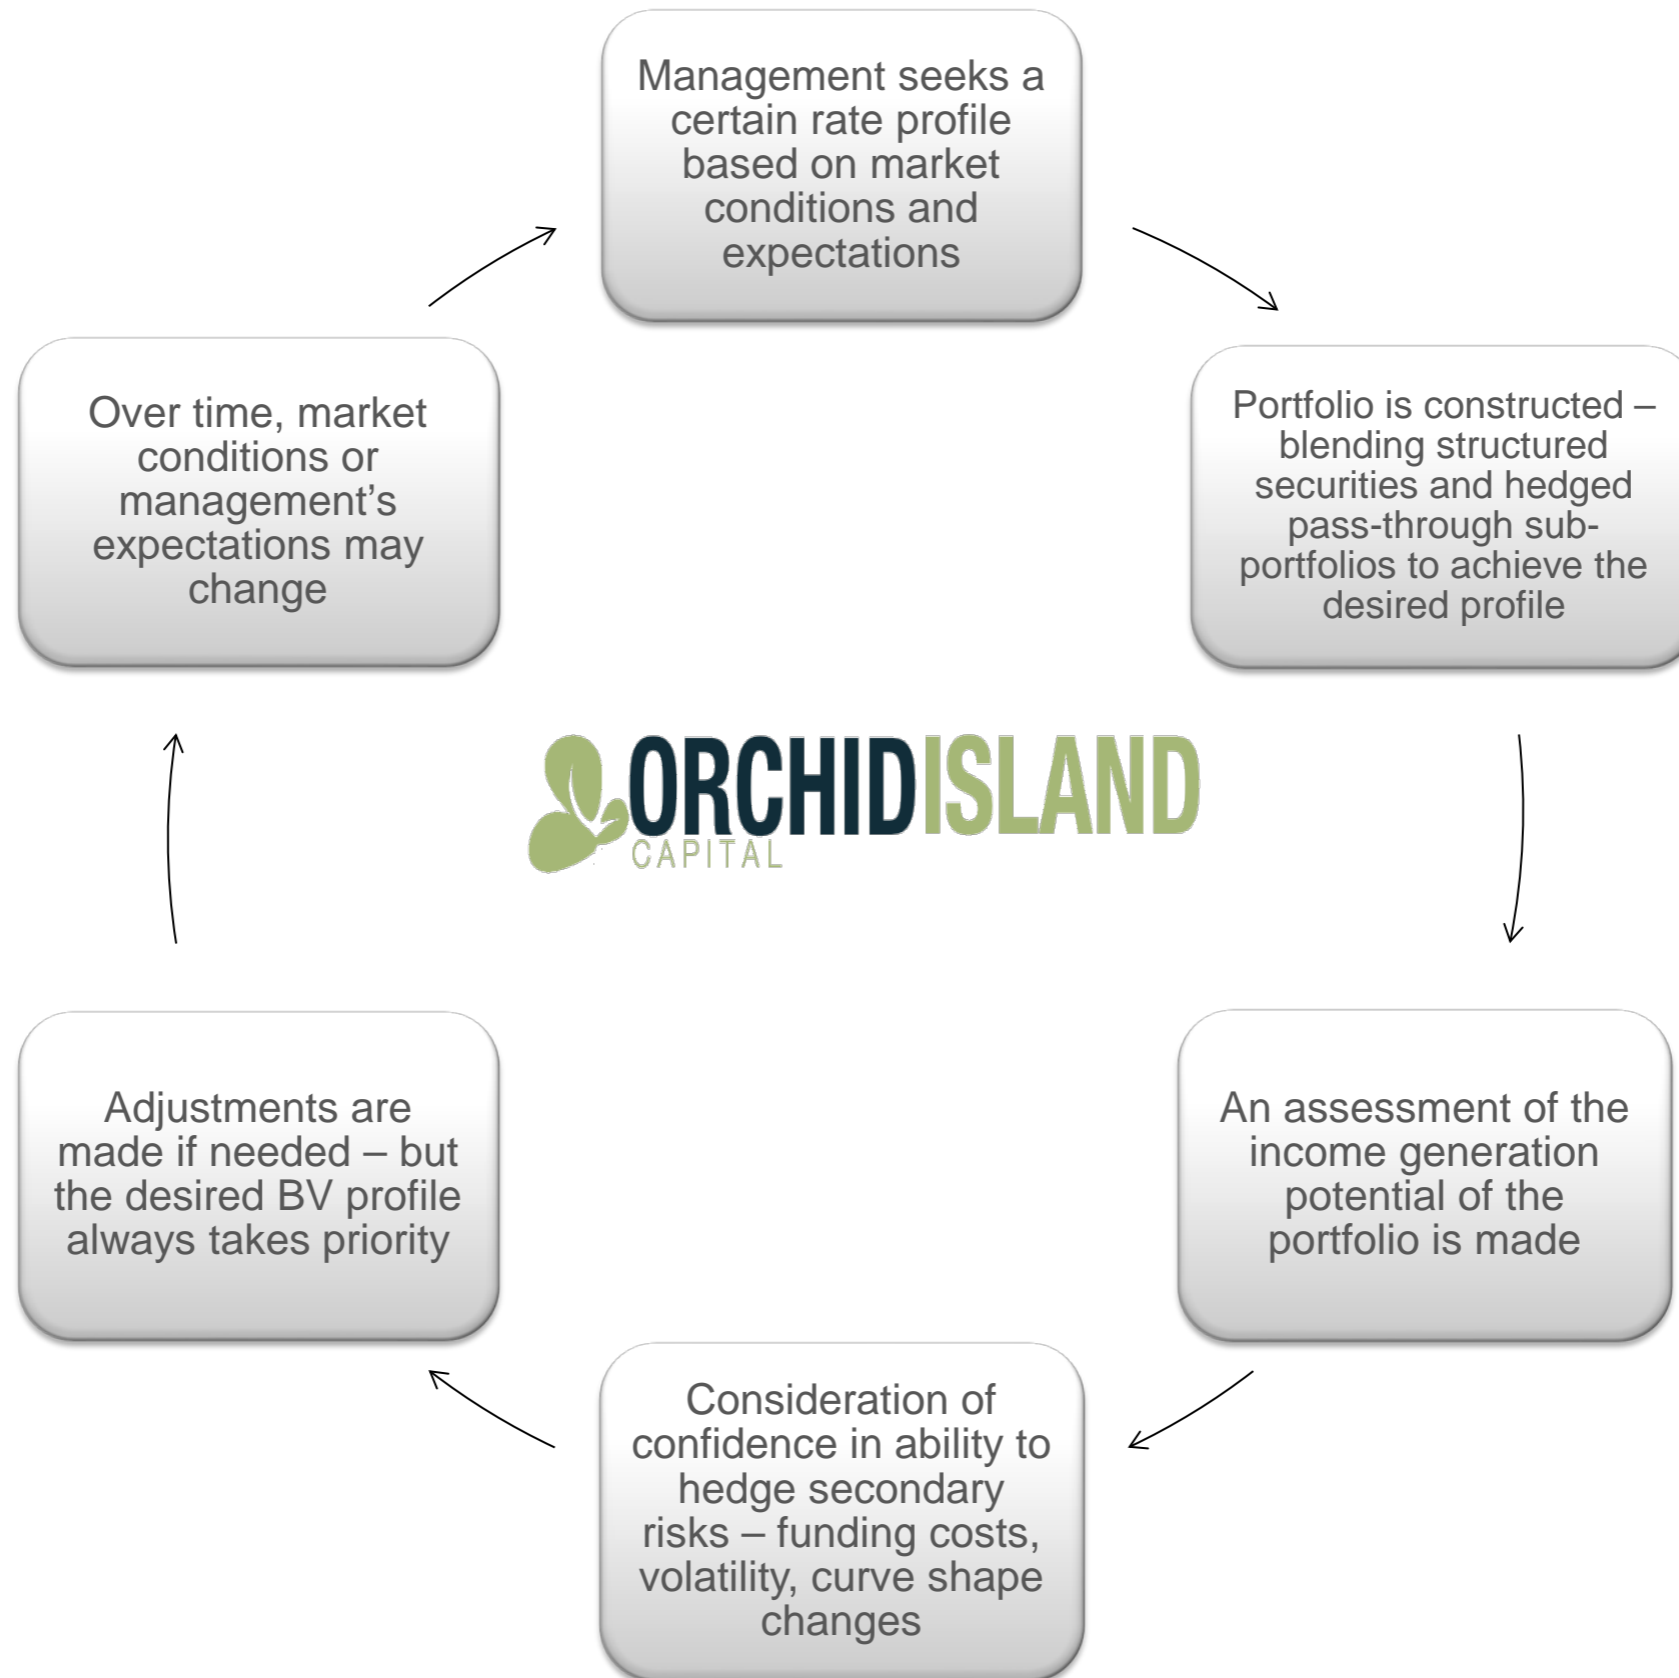 Management seeks a
certain rate profile
based on market
conditions and
expectations
Portfolio is constructed –
blending structured
securities and hedged
pass-through sub-
portfolios to achieve the
desired profile
An assessment of the
income generation
potential of the
portfolio is made
Consideration of
confidence in ability to
hedge secondary
risks – funding costs,
volatility, curve shape
changes
Adjustments are
made if needed – but
the desired BV profile
always takes priority
Over time, market
conditions or
management’s
expectations may
change
ORCHIDISLAND
CAPITAL